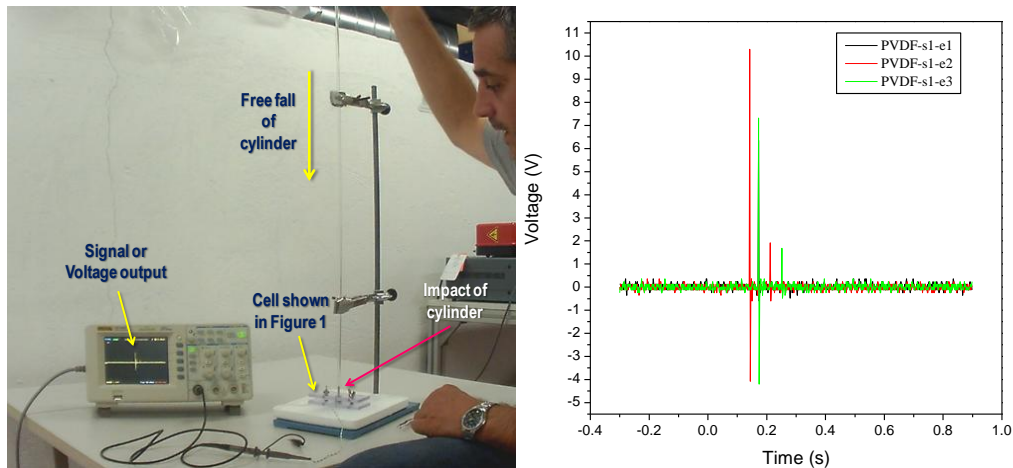 Free fall
of
cylinder
Signal or
Voltage output
Cell shown
in Figure 1
Impact of
cylinder
11
10
9
8
7
6
5
4
3
2
1
0
-1
-2
-3
-4
-5
Voltage (V)
PVDF-s1-e1
PVDF-s1-e2
PVDF-s1-e3
-0.4 -0.2 0.0 0.2 0.4 0.6 0.8 1.0
Time (s)